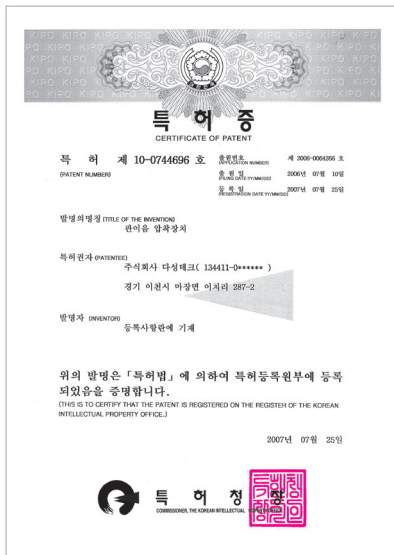 특 허 증
CERTIFICATE OF PATENT
특 허 제 10-0744696 호
(PATENT NUMBER)
출원번호 제 2006-0064366 호
(APPLICATION NUMBER)
출 원 일 2006년 07월 10일
(FILING DATE:YY/MM/DD)
등 록 일 2007년 07월 25일
(REGISTRATION DATE:YY/MM/DD)
발명의명칭 (TITLE OF THE INVENTION)
관이음 압착장치
특허권자 (PATENTEE)
주식회사 다성테크( 134411-0****** )
경기 이천시 마장면 이치리 287-2
발명자 (INVENTOR)
등록사항란에 기재
위의 발명은 「특허법」에 의하여 특허등록원부에 등록
되었음을 증명합니다.
(THIS IS TO CERTIFY THAT THE PATENT IS REGISTERED ON THE REGISTER OF THE KOREAN
INTELLECTUAL PROPERTY OFFICE.)
2007년 07월 25일
특 허 청 장
COMMISSIONER, THE KOREAN INTELLECTUAL PROPERTY OFFICE